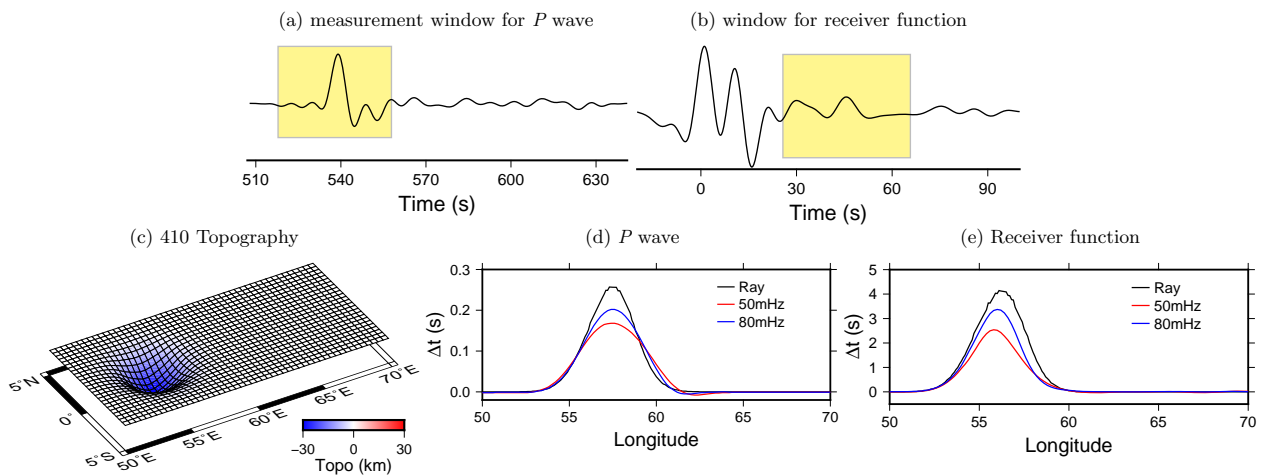 (a) measurement window for P wave
510 540 570 600 630
Time (s)
(b) window for receiver function
0 30 60 90
Time (s)
(c) 410 Topography
5°N
0°
5°S
50°E
55°E
60°E
65°E
70°E
−30 0 30
Topo (km)
(d) P wave
Δt (s)
0.3
0.2
0.1
0.0
Ray
50mHz
80mHz
50 55 60 65 70
Longitude
(e) Receiver function
Δt (s)
5
4
3
2
1
0
Ray
50mHz
80mHz
50 55 60 65 70
Longitude